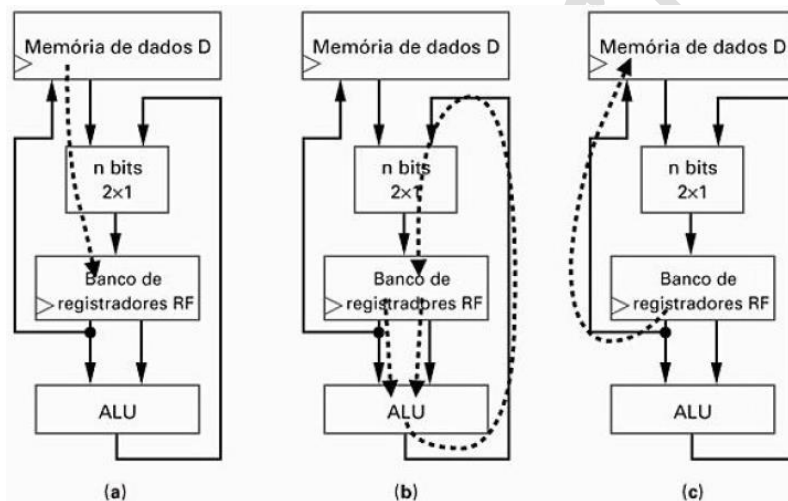 Memória de dados D
n bits
2×1
Banco de
registradores RF
ALU
(a)
Memória de dados D
n bits
2×1
Banco de
registradores RF
ALU
(b)
Memória de dados D
n bits
2×1
Banco de
registradores RF
ALU
(c)